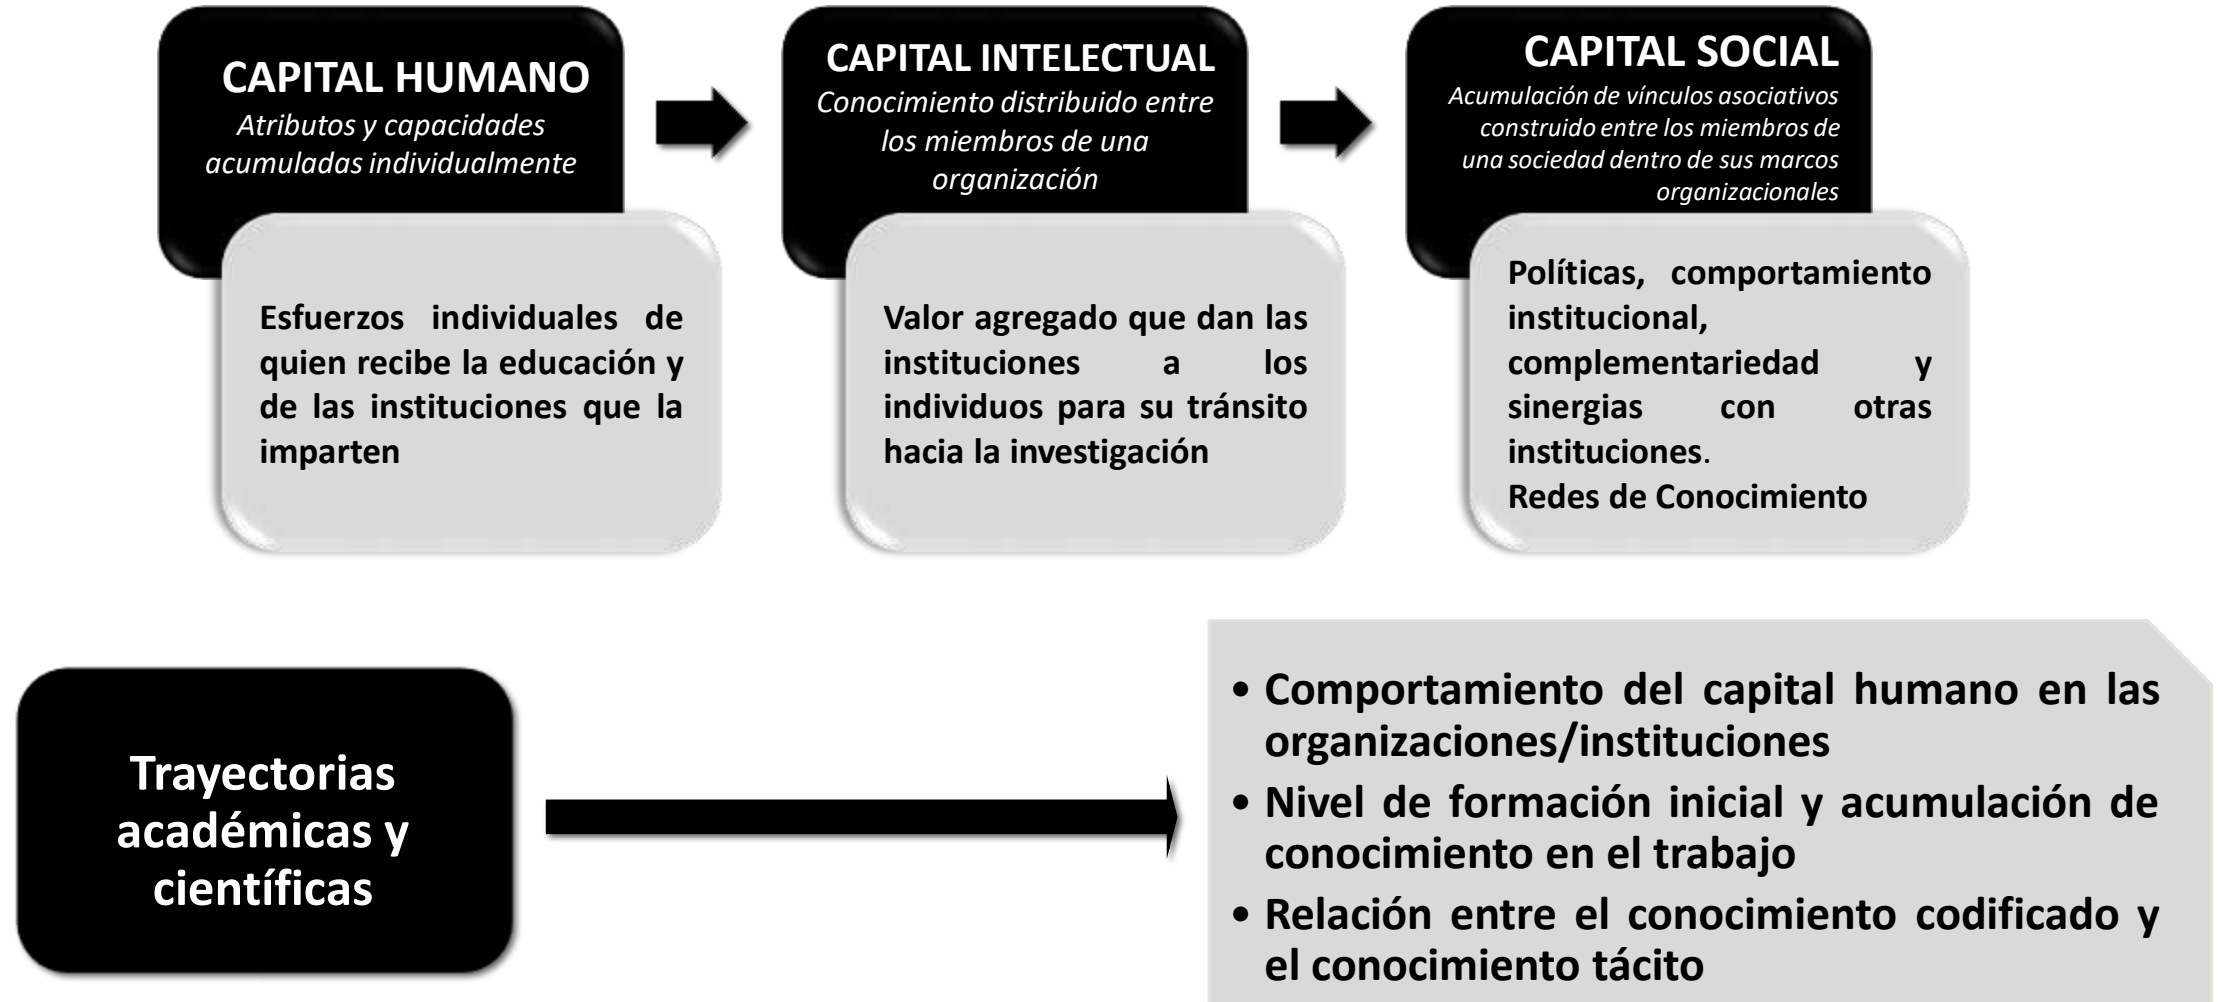 CAPITAL HUMANO
Atributos y capacidades
acumuladas individualmente
Esfuerzos individuales de
quien recibe la educación y
de las instituciones que la
imparten
CAPITAL INTELECTUAL
Conocimiento distribuido entre
los miembros de una
organización
Valor agregado que dan las
instituciones a los
individuos para su tránsito
hacia la investigación
CAPITAL SOCIAL
Acumulación de vínculos asociativos
construido entre los miembros de
una sociedad dentro de sus marcos
organizacionales
Políticas, comportamiento
institucional,
complementariedad y
sinergias con otras
instituciones.
Redes de Conocimiento
Trayectorias
académicas y
científicas
• Comportamiento del capital humano en las
organizaciones/instituciones
• Nivel de formación inicial y acumulación de
conocimiento en el trabajo
• Relación entre el conocimiento codificado y
el conocimiento tácito